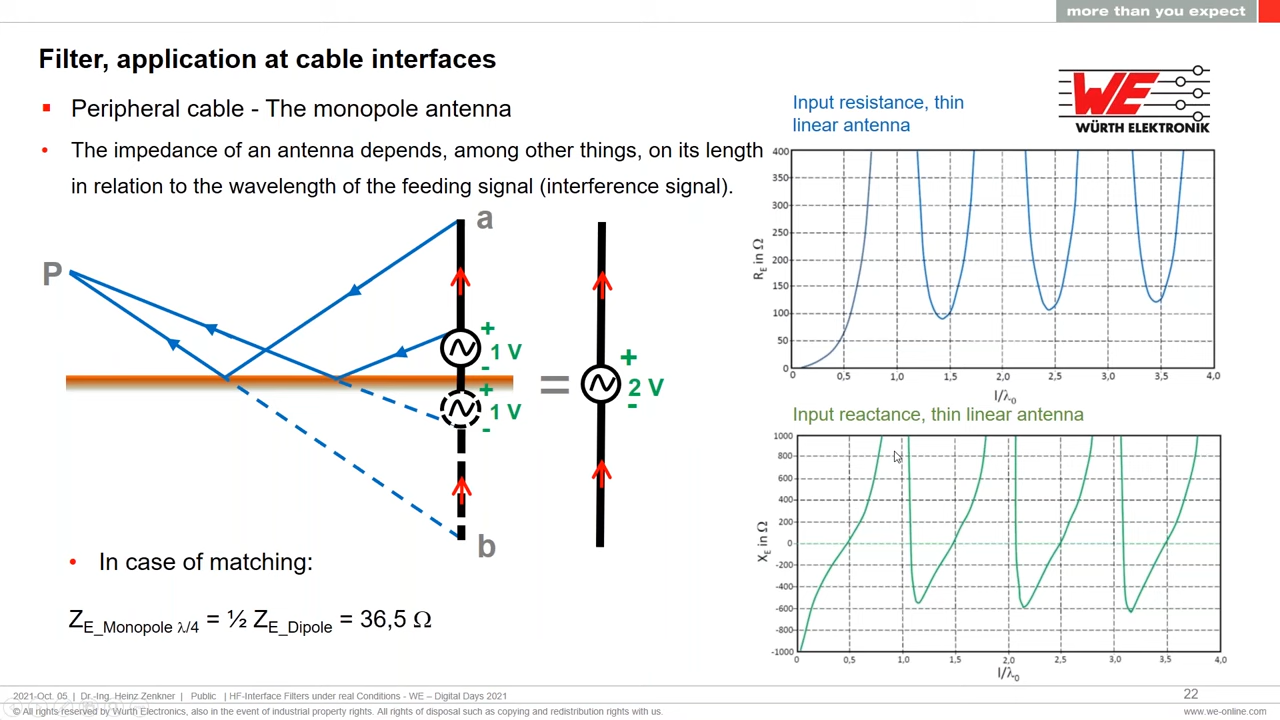 more than you expect
Filter, application at cable interfaces
WE
WÜRTH ELEKTRONIK
Peripheral cable - The monopole antenna
The impedance of an antenna depends, among other things, on its length
in relation to the wavelength of the feeding signal (interference signal).
P
a
+
1 V
-
+
1 V
-
b
=
+
2 V
-
In case of matching:
Z_E_Monopole λ/4 = ½ Z_E_Dipole = 36,5 Ω
Input resistance, thin
linear antenna
R_E in Ω
400
350
300
250
200
150
100
50
0
0 0,5 1,0 1,5 2,0 2,5 3,0 3,5 4,0
l/λ₀
Input reactance, thin linear antenna
X_E in Ω
1000
800
600
400
200
0
-200
-400
-600
-800
-1000
0 0,5 1,0 1,5 2,0 2,5 3,0 3,5 4,0
l/λ₀
2021-Oct. 05 | Dr.-Ing. Heinz Zenkner | Public | HF-Interface Filters under real Conditions - WE – Digital Days 2021
22
© All rights reserved by Wurth Electronics, also in the event of industrial property rights. All rights of disposal such as copying and redistribution rights with us.
www.we-online.com